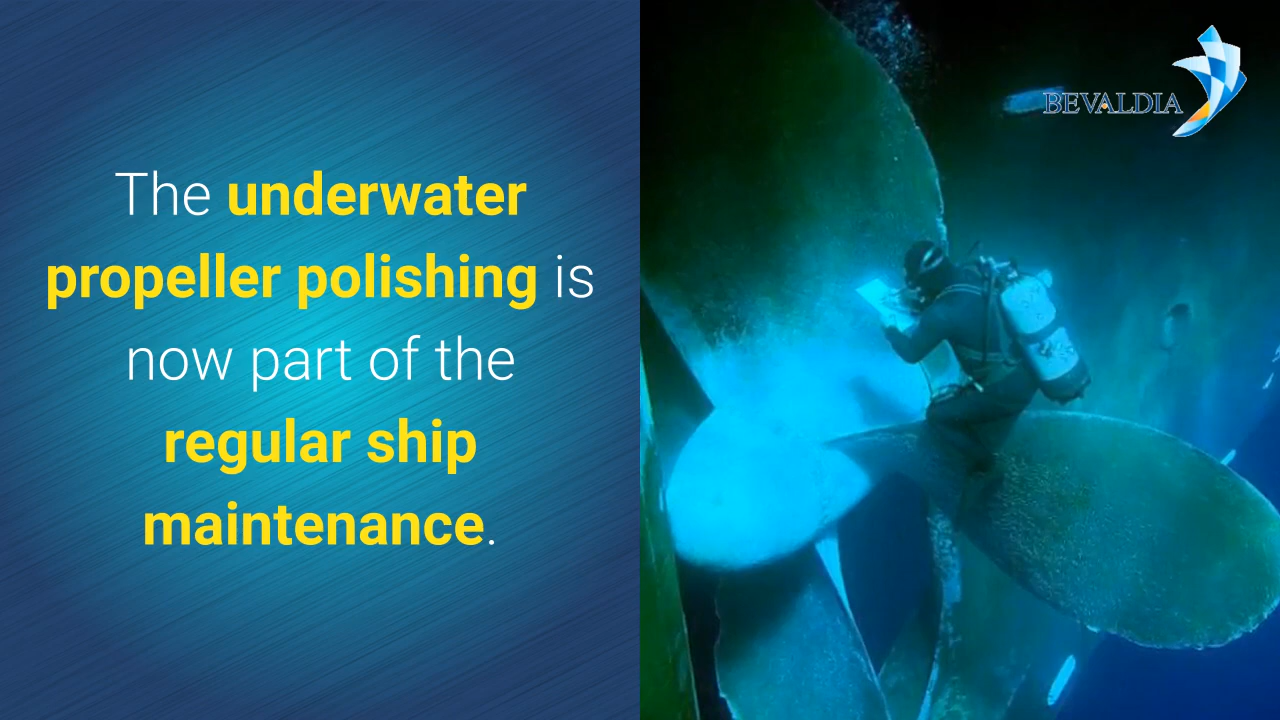 The underwater
propeller polishing is
now part of the
regular ship
maintenance.
BEVALDIA